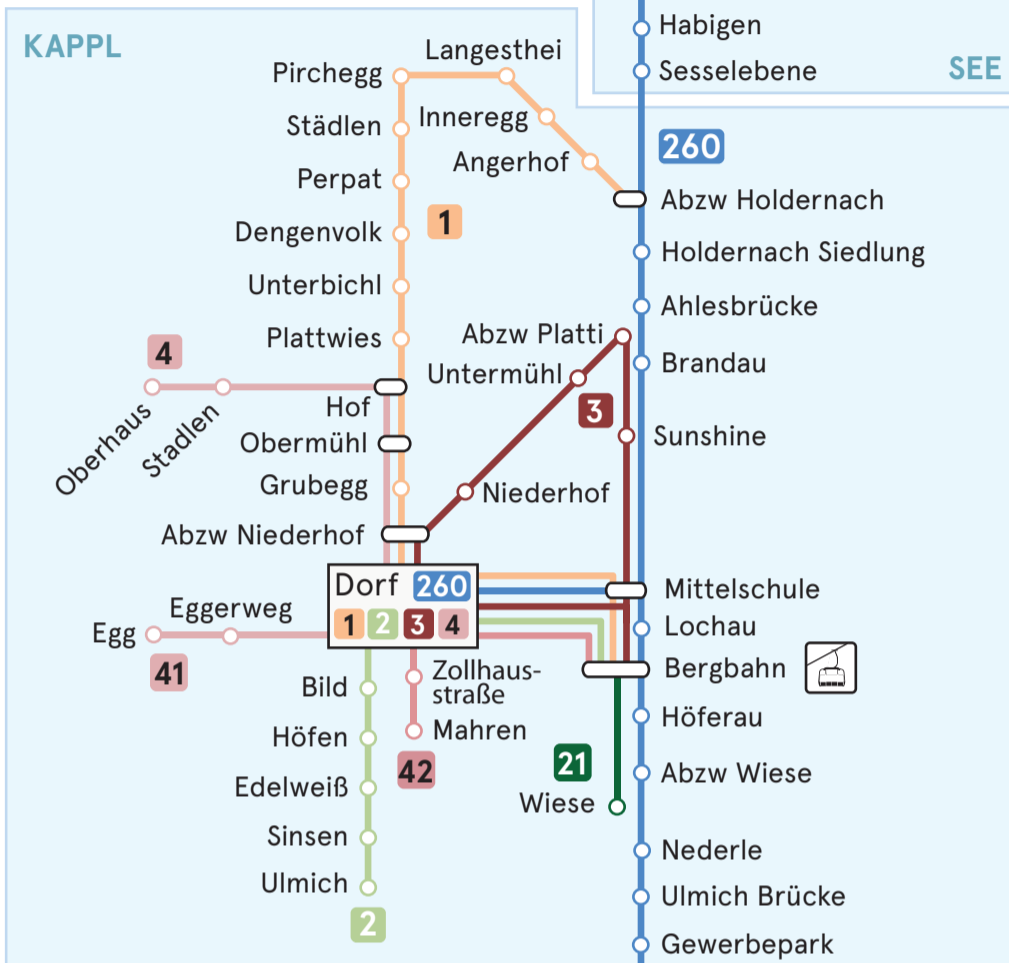 KAPPL
Habigen
Sesselebene
SEE
260
Langesthei
Pirchegg
Städlen
Inneregg
Perpat
Angerhof
Abzw Holdernach
1
Dengenvolk
Holdernach Siedlung
Unterbichl
Ahlesbrücke
Plattwies
Abzw Platti
Brandau
4
Untermühl
3
Hof
Oberhaus
Stadlen
Obermühl
Sunshine
Grubegg
Niederhof
Abzw Niederhof
Dorf 260
1 2 3 4
Mittelschule
Eggerweg
Egg
41
Lochau
Bergbahn
Zollhaus-
straße
Bild
Mahren
42
Höferau
Höfen
21
Abzw Wiese
Edelweiß
Wiese
Sinsen
Nederle
Ulmich
2
Ulmich Brücke
Gewerbepark